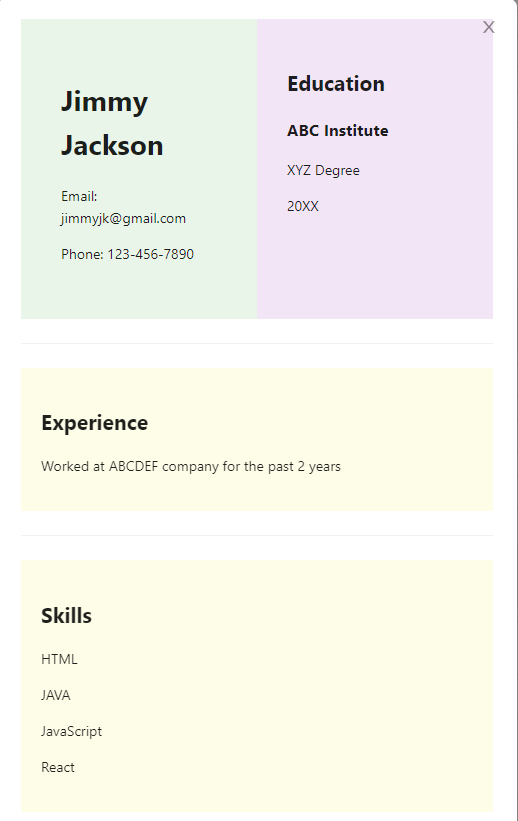 X
Jimmy
Jackson
Email:
jimmyjk@gmail.com
Phone: 123-456-7890
Education
ABC Institute
XYZ Degree
20XX
Experience
Worked at ABCDEF company for the past 2 years
Skills
HTML
JAVA
JavaScript
React